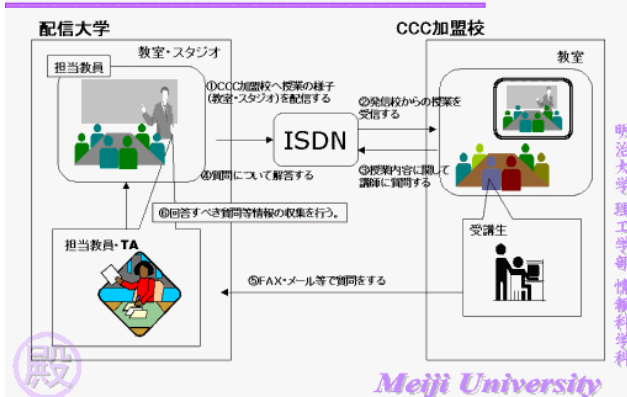 配信大学
CCC加盟校
教室・スタジオ
担当教員
教室
①CCC加盟校へ授業の様子
(教室・スタジオ)を配信する
②発信校からの授業を
受信する
ISDN
③授業内容に関して
講師に質問する
④質問について解答する
⑥回答すべき質問等情報の収集を行う。
担当教員・TA
受講生
⑤FAX・メール等で質問をする
殿
Meiji University
明治大学 理工学部 情報科学科